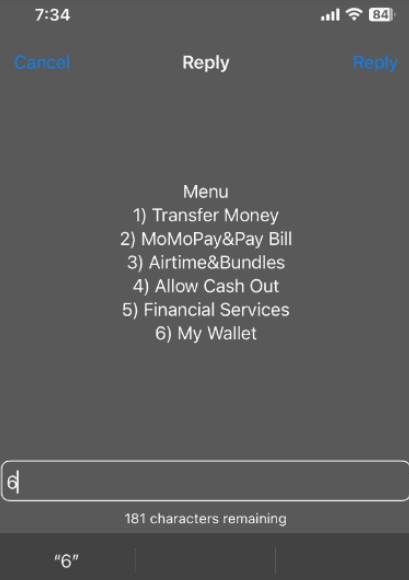 7:34
84
Cancel
Reply
Reply
Menu
1) Transfer Money
2) MoMoPay&Pay Bill
3) Airtime&Bundles
4) Allow Cash Out
5) Financial Services
6) My Wallet
6
181 characters remaining
“6”